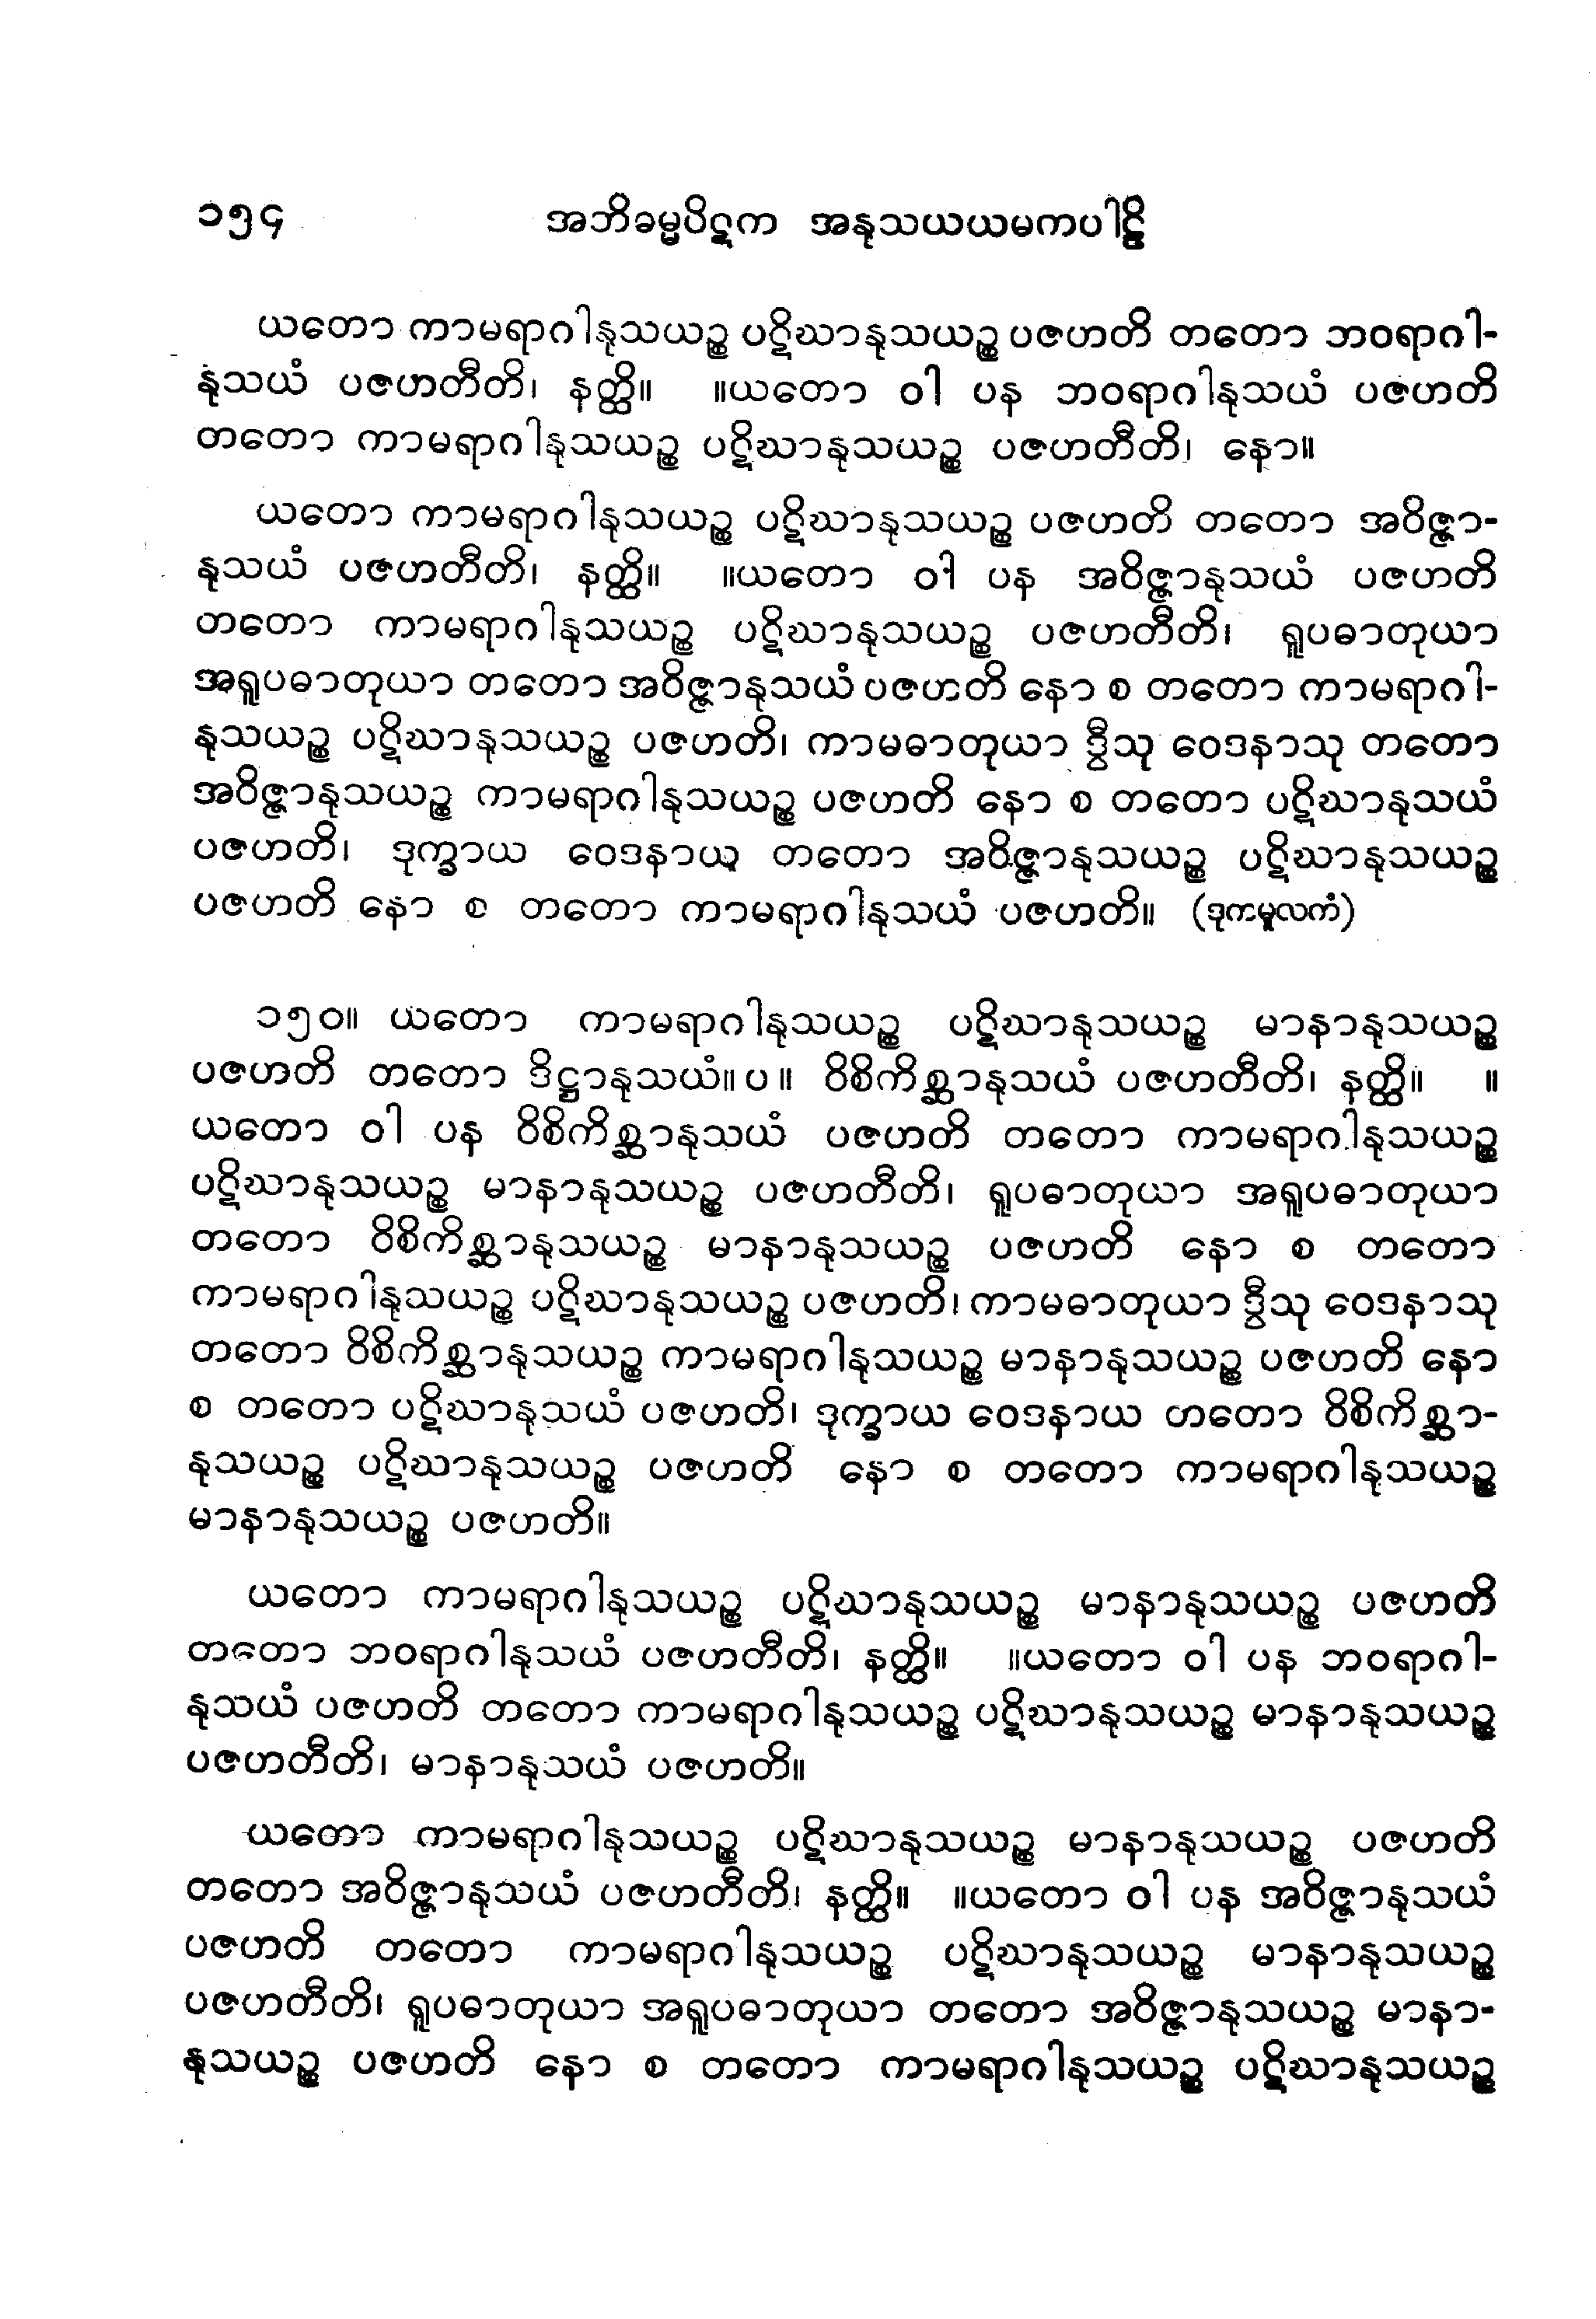 ၁၅၄ အဘိဓမ္မပိဋက အနုသယယမကပါဠိ
ယတော ကာမရာဂါနုသယဉ္စ ပဋိဃာနုသယဉ္စ ပဇဟတိ တတော ဘဝရာဂါ-
နုသယံ ပဇဟတီတိ၊ နတ္ထိ။ ။ယတော ဝါ ပန ဘဝရာဂါနုသယံ ပဇဟတိ
တတော ကာမရာဂါနုသယဉ္စ ပဋိဃာနုသယဉ္စ ပဇဟတီတိ၊ နော။
ယတော ကာမရာဂါနုသယဉ္စ ပဋိဃာနုသယဉ္စ ပဇဟတိ တတော အဝိဇ္ဇာ-
နုသယံ ပဇဟတီတိ၊ နတ္ထိ။ ။ယတော ဝါ ပန အဝိဇ္ဇာနုသယံ ပဇဟတိ
တတော ကာမရာဂါနုသယဉ္စ ပဋိဃာနုသယဉ္စ ပဇဟတီတိ၊ ရူပဓာတုယာ
အရူပဓာတုယာ တတော အဝိဇ္ဇာနုသယံ ပဇဟတိ နော စ တတော ကာမရာဂါ-
နုသယဉ္စ ပဋိဃာနုသယဉ္စ ပဇဟတိ၊ ကာမဓာတုယာ ဒွီသု ဝေဒနာသု တတော
အဝိဇ္ဇာနုသယဉ္စ ကာမရာဂါနုသယဉ္စ ပဇဟတိ နော စ တတော ပဋိဃာနုသယံ
ပဇဟတိ၊ ဒုက္ခာယ ဝေဒနာယ တတော အဝိဇ္ဇာနုသယဉ္စ ပဋိဃာနုသယဉ္စ
ပဇဟတိ နော စ တတော ကာမရာဂါနုသယံ ပဇဟတိ။ (ဒုကမူလကံ)
၁၅၀။ ယတော ကာမရာဂါနုသယဉ္စ ပဋိဃာနုသယဉ္စ မာနာနုသယဉ္စ
ပဇဟတိ တတော ဒိဋ္ဌာနုသယံ။ပ။ ဝိစိကိစ္ဆာနုသယံ ပဇဟတီတိ၊ နတ္ထိ။ ။
ယတော ဝါ ပန ဝိစိကိစ္ဆာနုသယံ ပဇဟတိ တတော ကာမရာဂါနုသယဉ္စ
ပဋိဃာနုသယဉ္စ မာနာနုသယဉ္စ ပဇဟတီတိ၊ ရူပဓာတုယာ အရူပဓာတုယာ
တတော ဝိစိကိစ္ဆာနုသယဉ္စ မာနာနုသယဉ္စ ပဇဟတိ နော စ တတော
ကာမရာဂါနုသယဉ္စ ပဋိဃာနုသယဉ္စ ပဇဟတိ၊ ကာမဓာတုယာ ဒွီသု ဝေဒနာသု
တတော ဝိစိကိစ္ဆာနုသယဉ္စ ကာမရာဂါနုသယဉ္စ မာနာနုသယဉ္စ ပဇဟတိ နော
စ တတော ပဋိဃာနုသယံ ပဇဟတိ၊ ဒုက္ခာယ ဝေဒနာယ တတော ဝိစိကိစ္ဆာ-
နုသယဉ္စ ပဋိဃာနုသယဉ္စ ပဇဟတိ နော စ တတော ကာမရာဂါနုသယဉ္စ
မာနာနုသယဉ္စ ပဇဟတိ။
ယတော ကာမရာဂါနုသယဉ္စ ပဋိဃာနုသယဉ္စ မာနာနုသယဉ္စ ပဇဟတိ
တတော ဘဝရာဂါနုသယံ ပဇဟတီတိ၊ နတ္ထိ။ ။ယတော ဝါ ပန ဘဝရာဂါ-
နုသယံ ပဇဟတိ တတော ကာမရာဂါနုသယဉ္စ ပဋိဃာနုသယဉ္စ မာနာနုသယဉ္စ
ပဇဟတီတိ၊ မာနာနုသယံ ပဇဟတိ။
ယတော ကာမရာဂါနုသယဉ္စ ပဋိဃာနုသယဉ္စ မာနာနုသယဉ္စ ပဇဟတိ
တတော အဝိဇ္ဇာနုသယံ ပဇဟတီတိ၊ နတ္ထိ။ ။ယတော ဝါ ပန အဝိဇ္ဇာနုသယံ
ပဇဟတိ တတော ကာမရာဂါနုသယဉ္စ ပဋိဃာနုသယဉ္စ မာနာနုသယဉ္စ
ပဇဟတီတိ၊ ရူပဓာတုယာ အရူပဓာတုယာ တတော အဝိဇ္ဇာနုသယဉ္စ မာနာ-
နုသယဉ္စ ပဇဟတိ နော စ တတော ကာမရာဂါနုသယဉ္စ ပဋိဃာနုသယဉ္စ